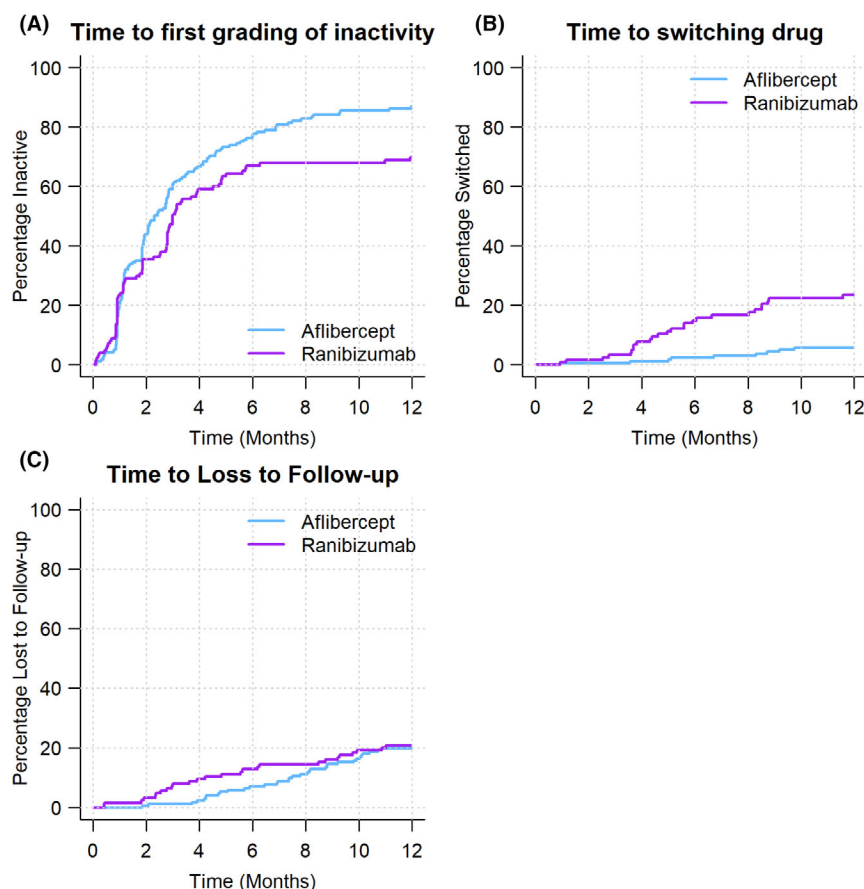 (A) Time to first grading of inactivity
Percentage Inactive
100
80
60
40
20
0
Aflibercept
Ranibizumab
0 2 4 6 8 10 12
Time (Months)
(B) Time to switching drug
Percentage Switched
100
80
60
40
20
0
Aflibercept
Ranibizumab
0 2 4 6 8 10 12
Time (Months)
(C) Time to Loss to Follow-up
Percentage Lost to Follow-up
100
80
60
40
20
0
Aflibercept
Ranibizumab
0 2 4 6 8 10 12
Time (Months)